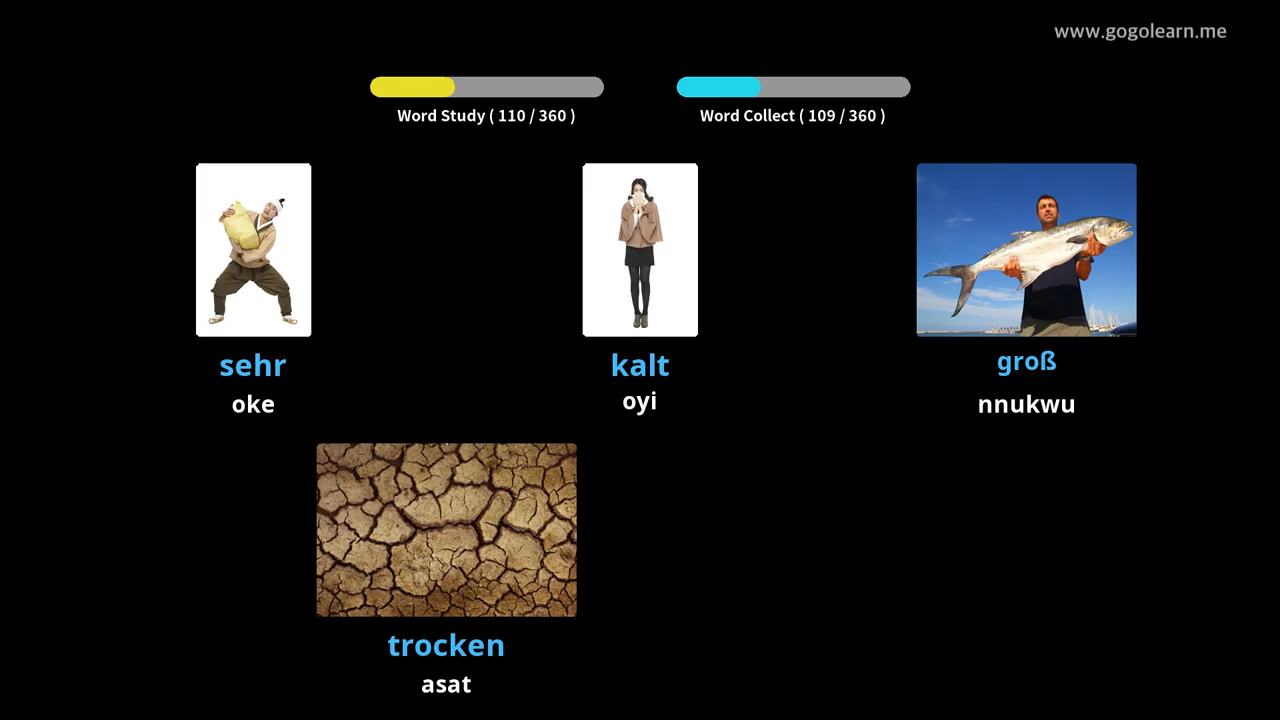 www.gogolearn.me
Word Study ( 110 / 360 )
Word Collect ( 109 / 360 )
sehr
oke
kalt
oyi
groß
nnukwu
trocken
asat